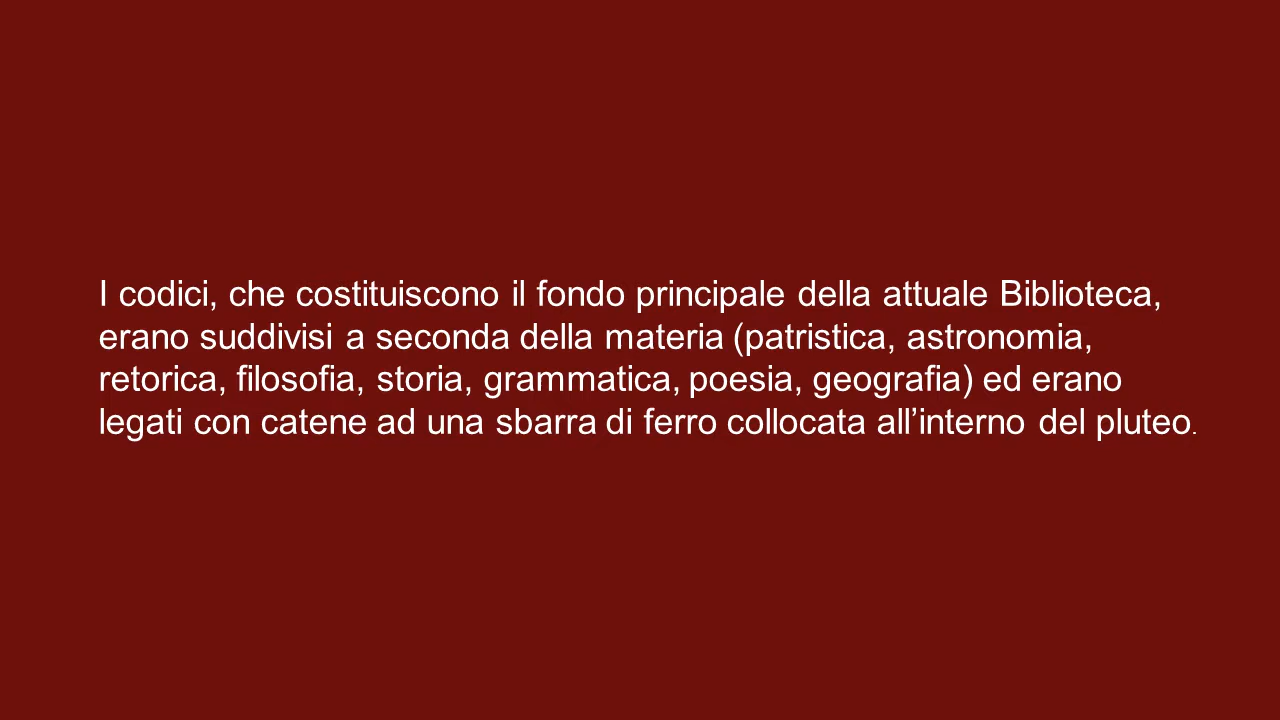 I codici, che costituiscono il fondo principale della attuale Biblioteca,
erano suddivisi a seconda della materia (patristica, astronomia,
retorica, filosofia, storia, grammatica, poesia, geografia) ed erano
legati con catene ad una sbarra di ferro collocata all’interno del pluteo.